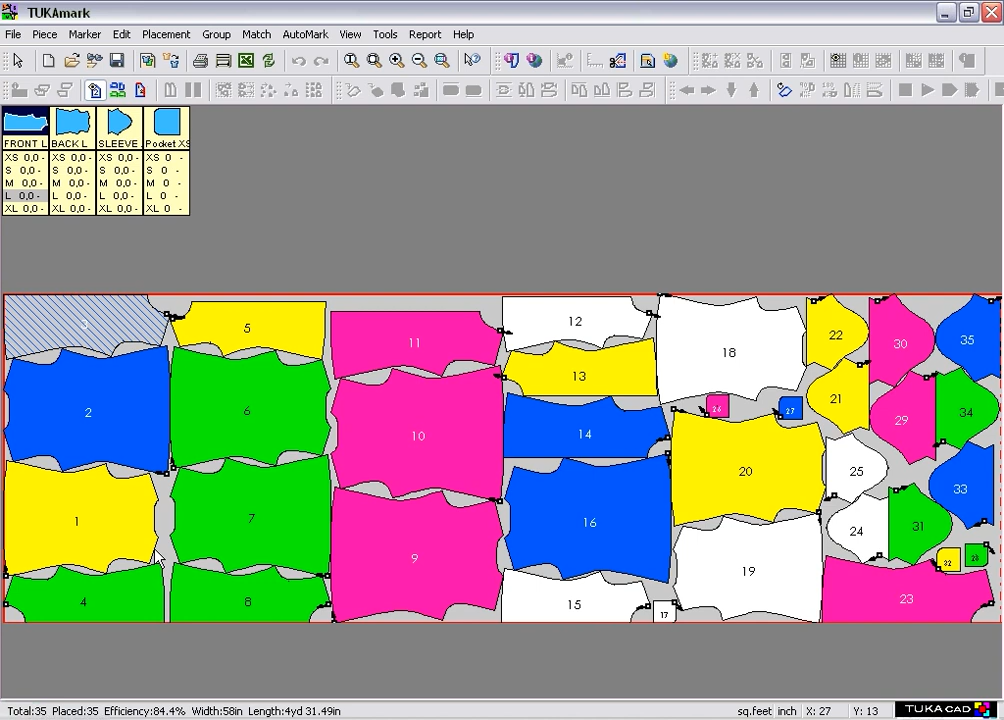 TUKAmark
File Piece Marker Edit Placement Group Match AutoMark View Tools Report Help
FRONT L BACK L SLEEVE Pocket XS
XS 0,0 - XS 0,0 - XS 0,0 - XS 0 -
S 0,0 - S 0,0 - S 0,0 - S 0 -
M 0,0 - M 0,0 - M 0,0 - M 0 -
L 0,0 - L 0,0 - L 0,0 - L 0 -
XL 0,0 - XL 0,0 - XL 0,0 - XL 0 -
3 5 11 12 18 22 30 35
2 6 10 13 14 26 27 21 29 34
1 7 9 16 20 25 24 31 33
4 8 15 17 19 23 32 28
Total:35 Placed:35 Efficiency:84.4% Width:58in Length:4yd 31.49in sq.feet inch X: 27 Y: 13 TUKACAD